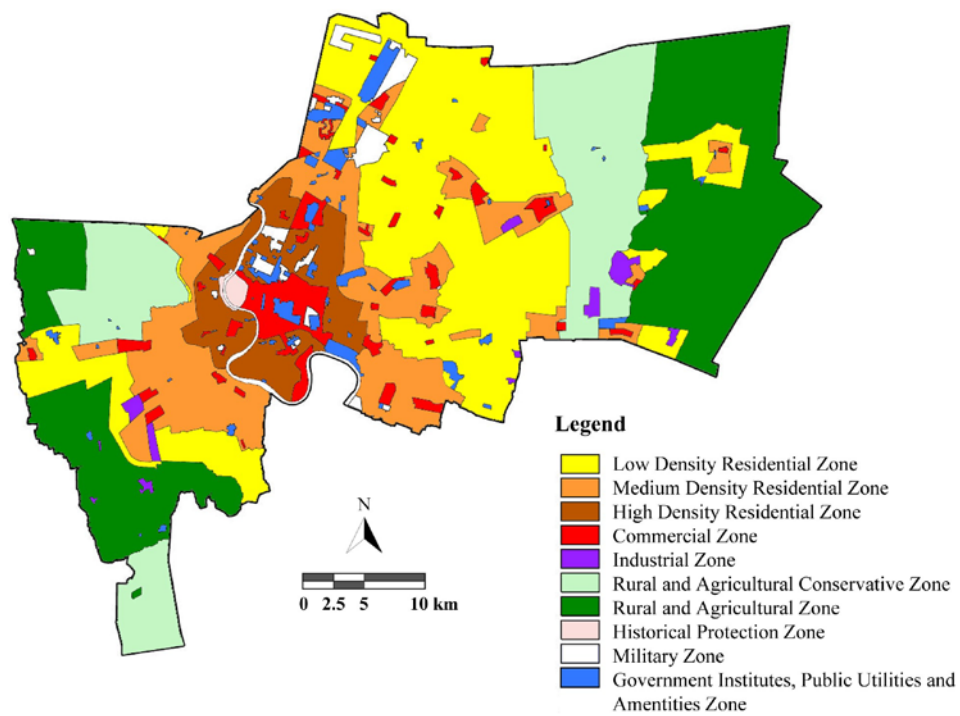 Legend
Low Density Residential Zone
Medium Density Residential Zone
High Density Residential Zone
Commercial Zone
Industrial Zone
Rural and Agricultural Conservative Zone
Rural and Agricultural Zone
Historical Protection Zone
Military Zone
Government Institutes, Public Utilities and
Amentities Zone
N
0 2.5 5 10 km